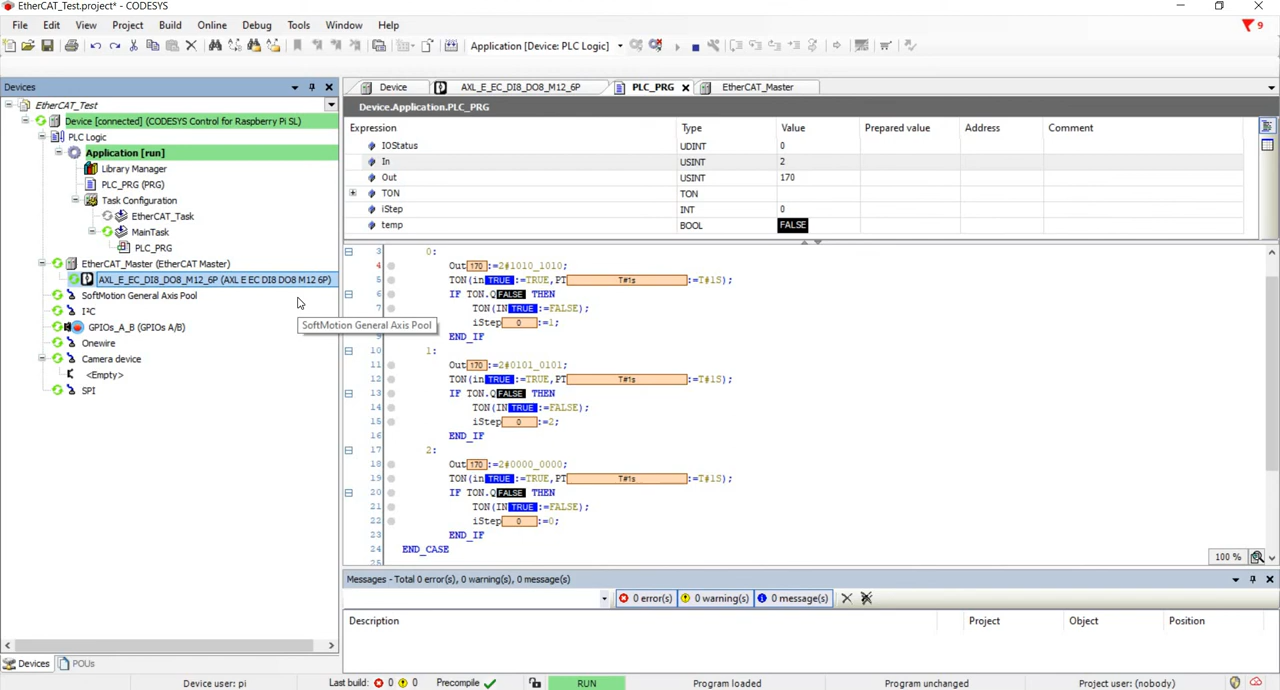 EtherCAT_Test.project* - CODESYS
File Edit View Project Build Online Debug Tools Window Help
9
Application [Device: PLC Logic]
Devices
Device AXL_E_EC_DI8_DO8_M12_6P PLC_PRG EtherCAT_Master
EtherCAT_Test
Device.Application.PLC_PRG
Device [connected] (CODESYS Control for Raspberry Pi SL)
PLC Logic
Application [run]
Library Manager
PLC_PRG (PRG)
Task Configuration
EtherCAT_Task
MainTask
PLC_PRG
EtherCAT_Master (EtherCAT Master)
AXL_E_EC_DI8_DO8_M12_6P (AXL E EC DI8 DO8 M12 6P)
SoftMotion General Axis Pool
I²C
GPIOs_A_B (GPIOs A/B)
Onewire
Camera device
<Empty>
SPI
SoftMotion General Axis Pool
Expression Type Value Prepared value Address Comment
IOStatus UDINT 0
In USINT 2
Out USINT 170
TON TON
iStep INT 0
temp BOOL FALSE
3 0:
4 Out 170 :=2#1010_1010;
5 TON(in TRUE :=TRUE,PT T#1s :=T#1S);
6 IF TON.Q FALSE THEN
7 TON(IN TRUE :=FALSE);
8 iStep 0 :=1;
9 END_IF
10 1:
11 Out 170 :=2#0101_0101;
12 TON(in TRUE :=TRUE,PT T#1s :=T#1S);
13 IF TON.Q FALSE THEN
14 TON(IN TRUE :=FALSE);
15 iStep 0 :=2;
16 END_IF
17 2:
18 Out 170 :=2#0000_0000;
19 TON(in TRUE :=TRUE,PT T#1s :=T#1S);
20 IF TON.Q FALSE THEN
21 TON(IN TRUE :=FALSE);
22 iStep 0 :=0;
23 END_IF
24 END_CASE
25
100 %
Messages - Total 0 error(s), 0 warning(s), 0 message(s)
0 error(s) 0 warning(s) 0 message(s)
Description Project Object Position
Devices POUs
Device user: pi Last build: 0 0 Precompile RUN Program loaded Program unchanged Project user: (nobody)